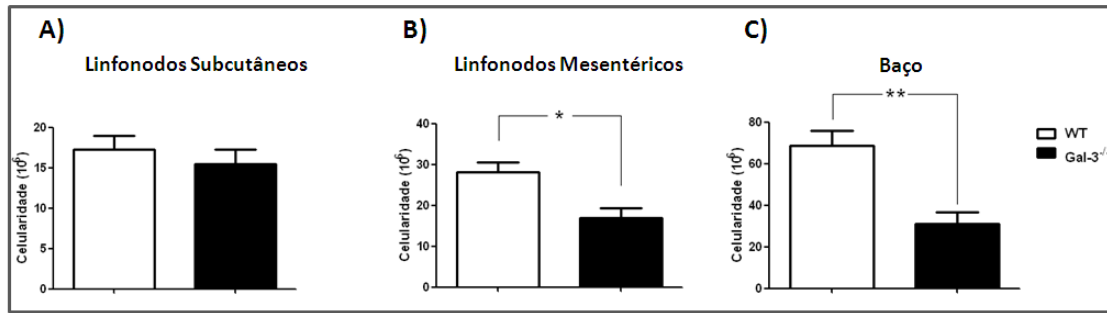 A)
Linfonodos Subcutâneos
Celularidade (10⁶)
20
15
10
5
0
B)
Linfonodos Mesentéricos
Celularidade (10⁶)
40
30
20
10
0
*
C)
Baço
Celularidade (10⁶)
80
60
40
20
0
**
WT
Gal-3⁻/⁻